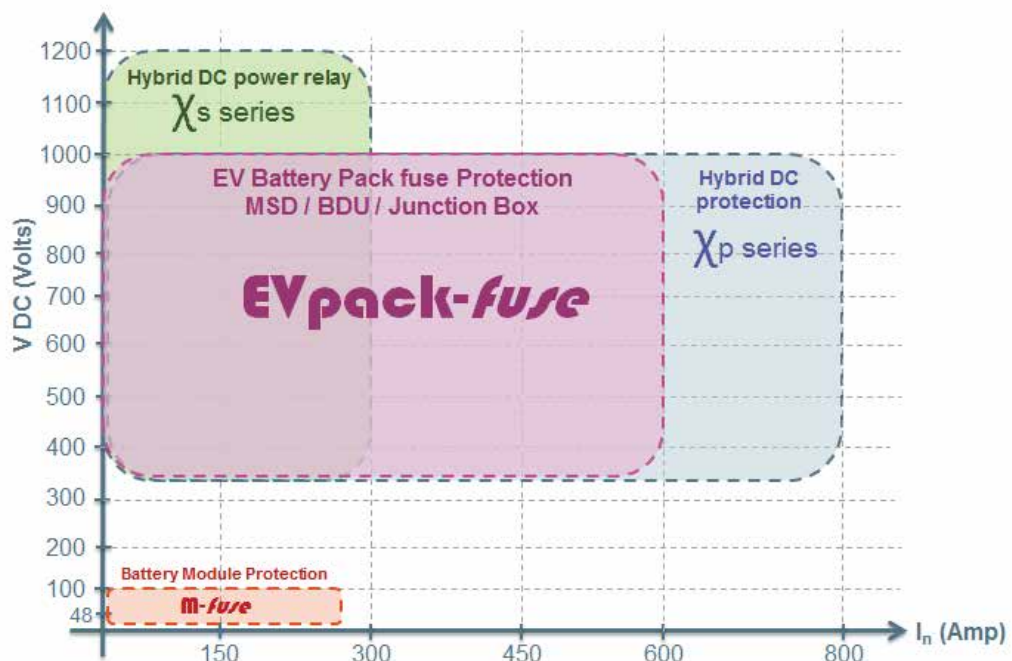 1200
1100
1000
900
800
700
600
500
400
300
200
100
48
V DC (Volts)
Hybrid DC power relay
χs series
EV Battery Pack fuse Protection
MSD / BDU / Junction Box
EVpack-fuse
Hybrid DC
protection
χp series
Battery Module Protection
M-fuse
150
300
450
600
800
In (Amp)